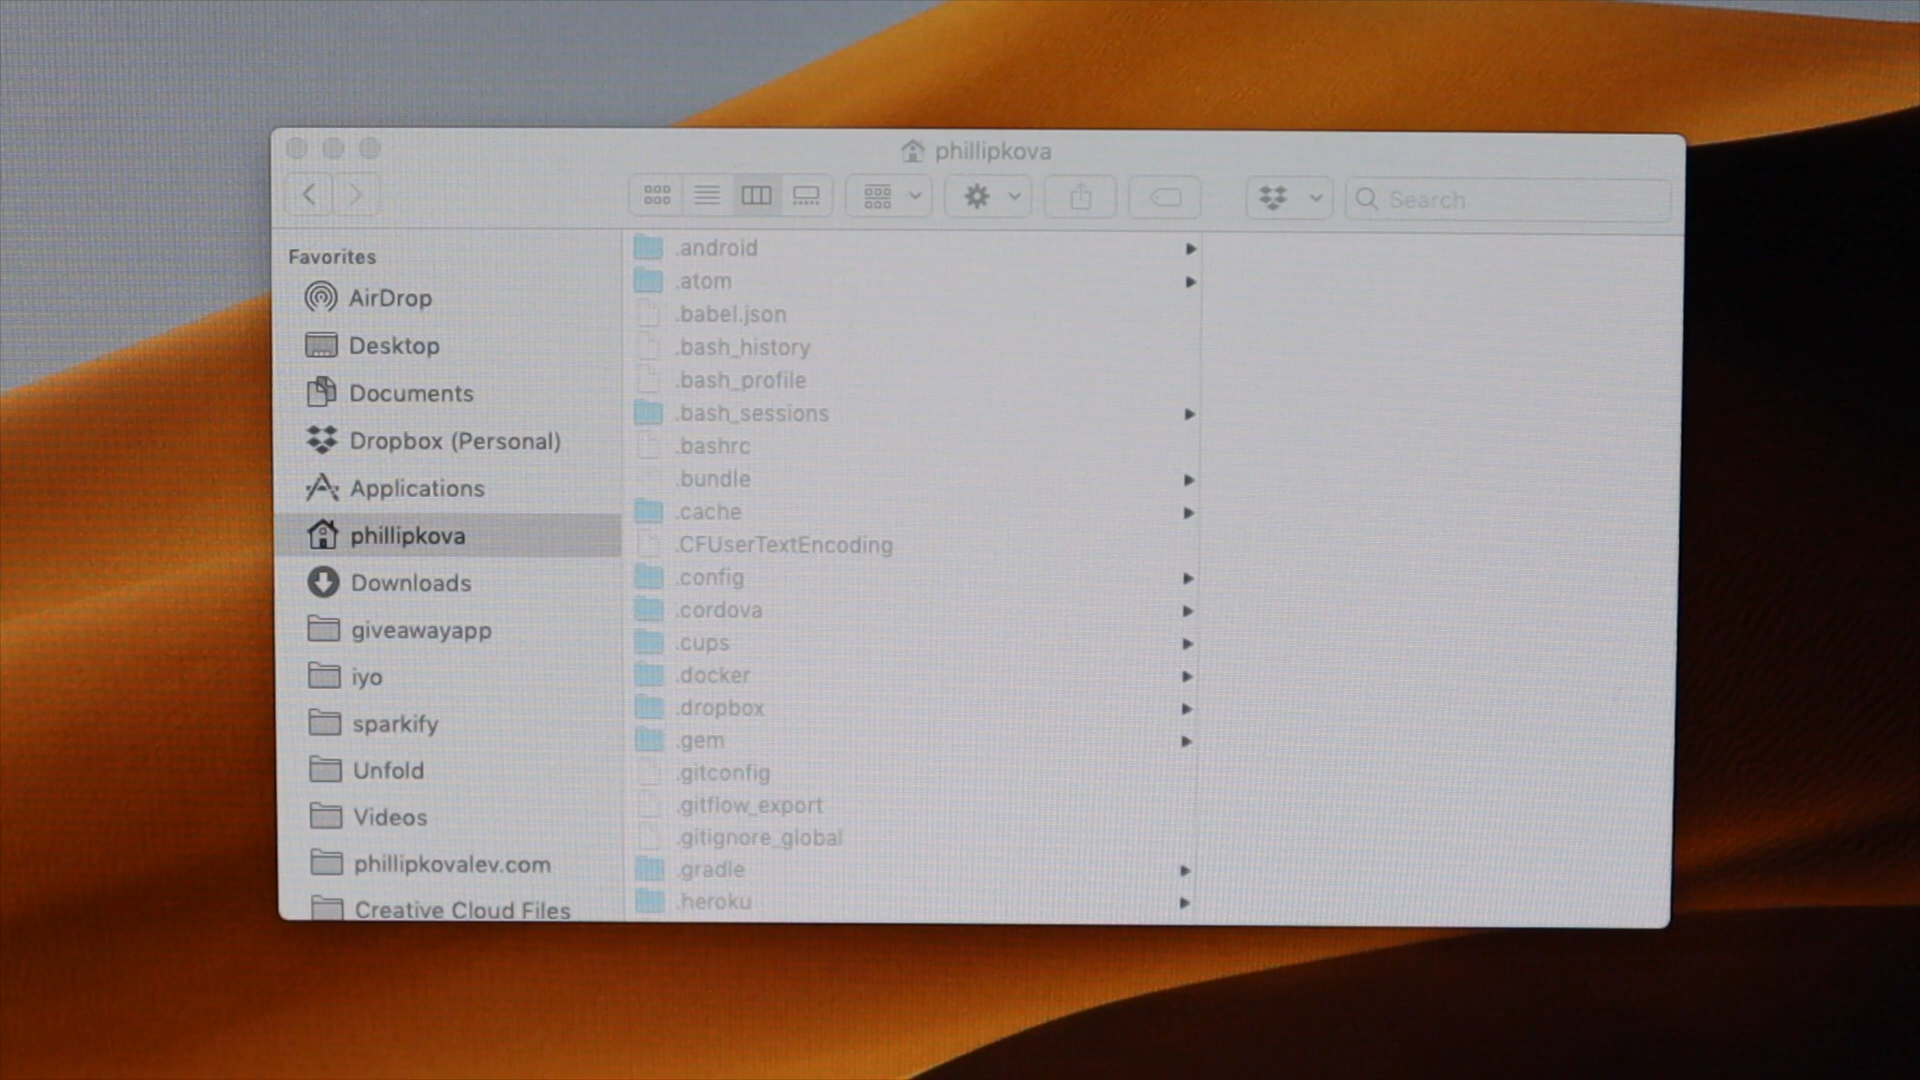 phillipkova
Search
Favorites
AirDrop
Desktop
Documents
Dropbox (Personal)
Applications
phillipkova
Downloads
giveawayapp
iyo
sparkify
Unfold
Videos
phillipkovalev.com
Creative Cloud Files
.android
.atom
.babel.json
.bash_history
.bash_profile
.bash_sessions
.bashrc
.bundle
.cache
.CFUserTextEncoding
.config
.cordova
.cups
.docker
.dropbox
.gem
.gitconfig
.gitflow_export
.gitignore_global
.gradle
.heroku